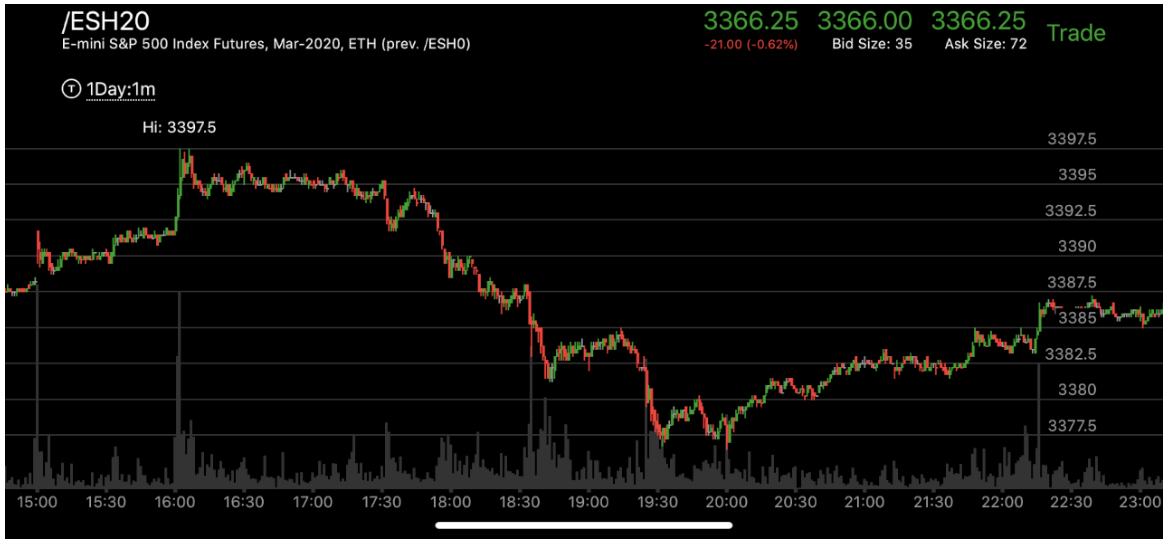 /ESH20 3366.25 3366.00 3366.25 Trade
E-mini S&P 500 Index Futures, Mar-2020, ETH (prev. /ESH0) -21.00 (-0.62%) Bid Size: 35 Ask Size: 72
T 1Day:1m
Hi: 3397.5
3397.5
3395
3392.5
3390
3387.5
3385
3382.5
3380
3377.5
15:00 15:30 16:00 16:30 17:00 17:30 18:00 18:30 19:00 19:30 20:00 20:30 21:00 21:30 22:00 22:30 23:00